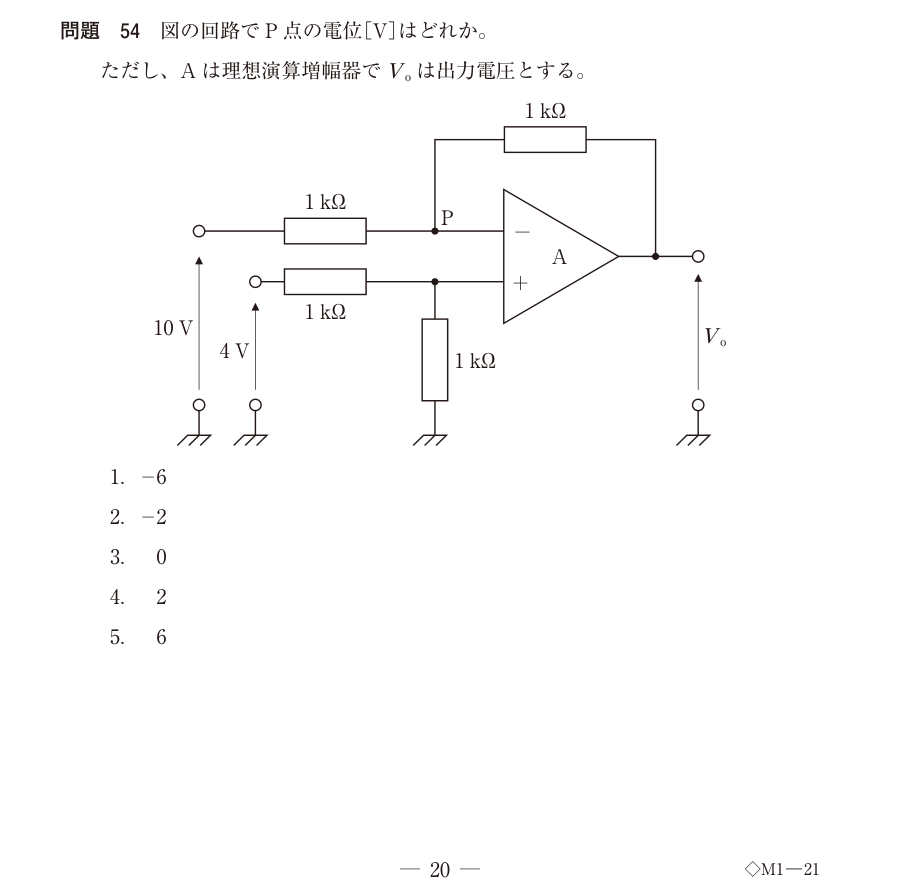 問題 54 図の回路で P 点の電位[V]はどれか。
ただし、A は理想演算増幅器で Vo は出力電圧とする。
1 kΩ
1 kΩ
P
−
A
+
1 kΩ
10 V
4 V
1 kΩ
Vo
1. −6
2. −2
3. 0
4. 2
5. 6
— 20 —
◇M1—21